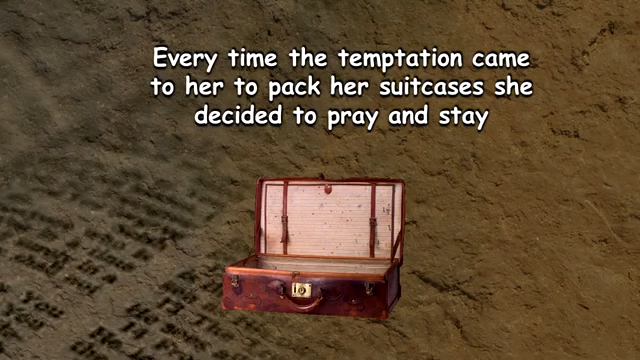 Every time the temptation came
to her to pack her suitcases she
decided to pray and stay